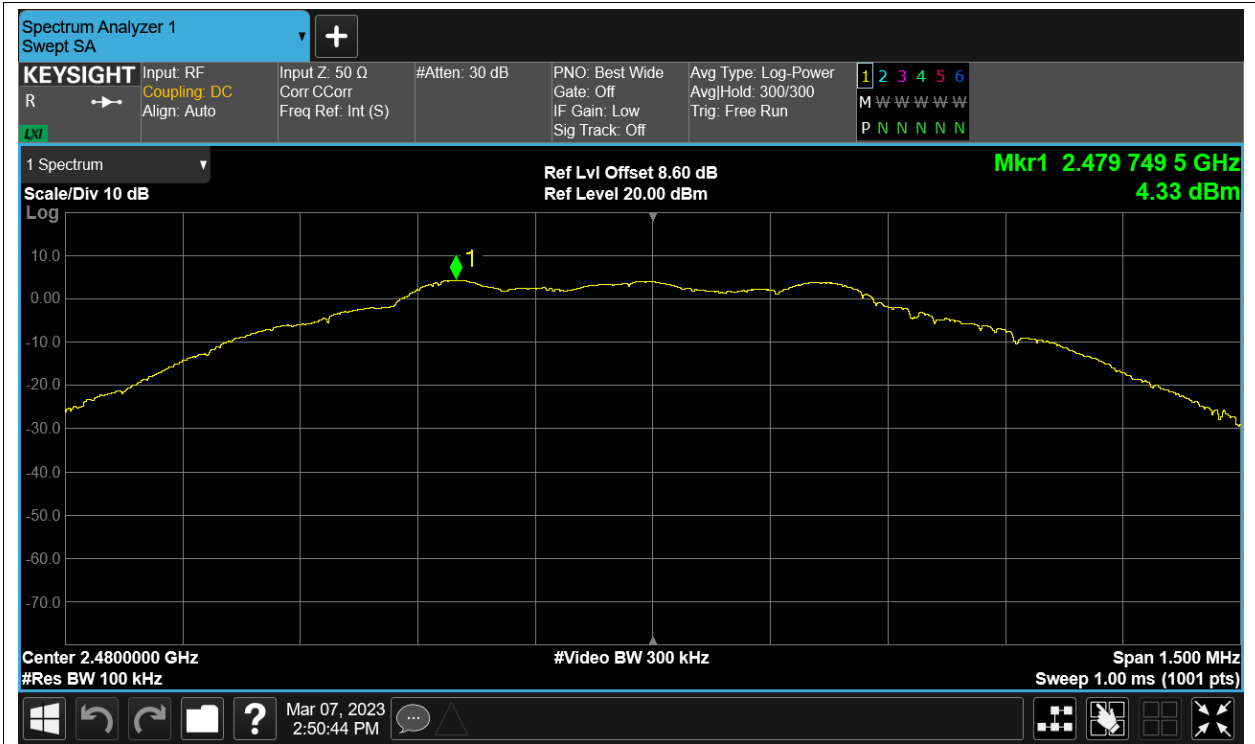 Spectrum Analyzer 1
Swept SA
KEYSIGHT
R
LXI
Input: RF
Coupling: DC
Align: Auto
Input Z: 50 Ω
Corr CCorr
Freq Ref: Int (S)
#Atten: 30 dB
PNO: Best Wide
Gate: Off
IF Gain: Low
Sig Track: Off
Avg Type: Log-Power
Avg|Hold: 300/300
Trig: Free Run
1 2 3 4 5 6
M W W W W W
P N N N N N
1 Spectrum
Scale/Div 10 dB
Ref Lvl Offset 8.60 dB
Ref Level 20.00 dBm
Mkr1 2.479 749 5 GHz
4.33 dBm
Log
10.0
0.00
-10.0
-20.0
-30.0
-40.0
-50.0
-60.0
-70.0
1
Center 2.4800000 GHz
#Res BW 100 kHz
#Video BW 300 kHz
Span 1.500 MHz
Sweep 1.00 ms (1001 pts)
?
Mar 07, 2023
2:50:44 PM